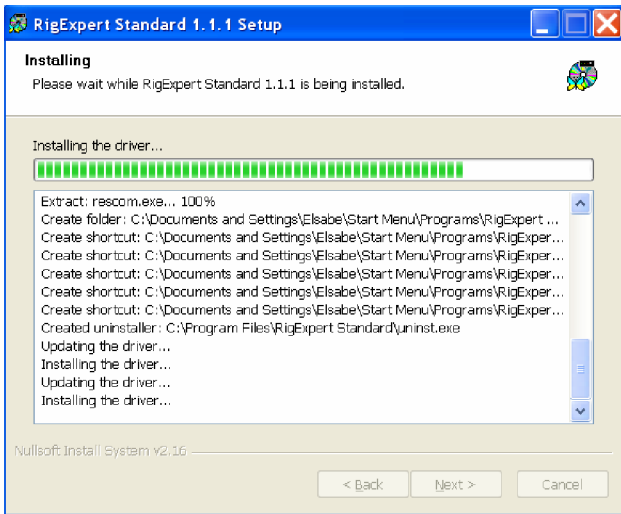 RigExpert Standard 1.1.1 Setup
Installing
Please wait while RigExpert Standard 1.1.1 is being installed.
Installing the driver...
Extract: rescom.exe... 100%
Create folder: C:\Documents and Settings\Elsabe\Start Menu\Programs\RigExpert ...
Create shortcut: C:\Documents and Settings\Elsabe\Start Menu\Programs\RigExper...
Create shortcut: C:\Documents and Settings\Elsabe\Start Menu\Programs\RigExper...
Create shortcut: C:\Documents and Settings\Elsabe\Start Menu\Programs\RigExper...
Create shortcut: C:\Documents and Settings\Elsabe\Start Menu\Programs\RigExper...
Create shortcut: C:\Documents and Settings\Elsabe\Start Menu\Programs\RigExper...
Created uninstaller: C:\Program Files\RigExpert Standard\uninst.exe
Updating the driver...
Installing the driver...
Updating the driver...
Installing the driver...
Nullsoft Install System v2.16
< Back Next > Cancel